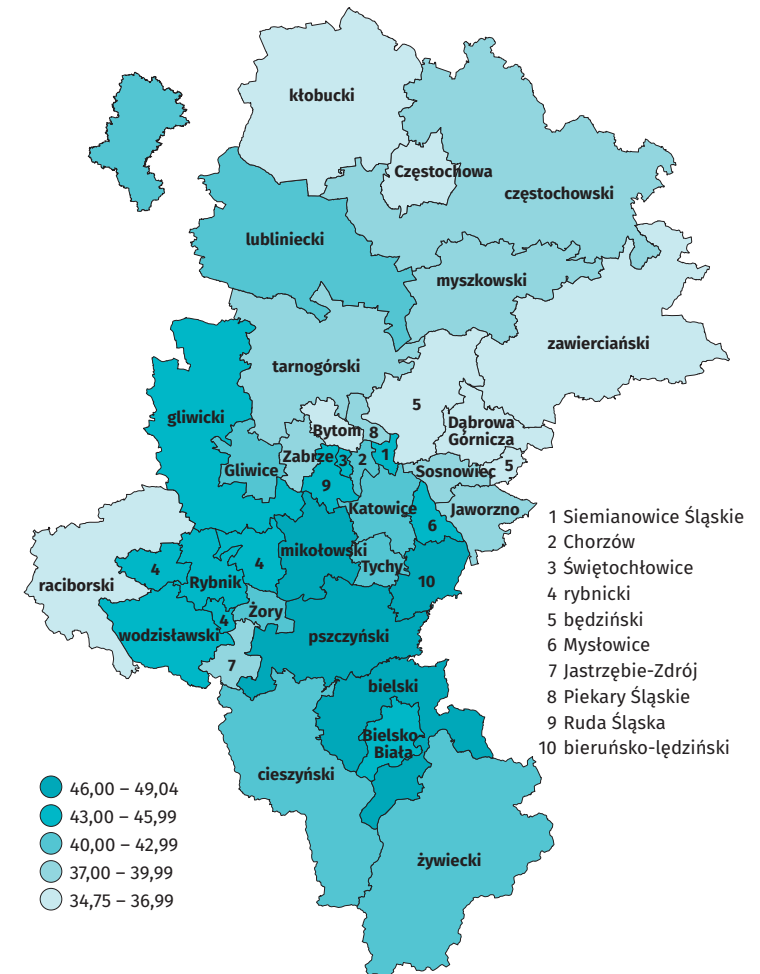 kłobucki
Częstochowa
częstochowski
lubliniecki
myszkowski
zawierciański
tarnogórski
5
gliwicki
Dąbrowa
Górnicza
Bytom
8
Zabrze
3
2
1
Gliwice
Sosnowiec
5
9
Katowice
Jaworzno
6
mikołowski
4
4
Rybnik
Tychy
10
raciborski
Żory
4
wodzisławski
pszczyński
7
bielski
Bielsko-
Biała
cieszyński
żywiecki
1 Siemianowice Śląskie
2 Chorzów
3 Świętochłowice
4 rybnicki
5 będziński
6 Mysłowice
7 Jastrzębie-Zdrój
8 Piekary Śląskie
9 Ruda Śląska
10 bieruńsko-lędziński
46,00 – 49,04
43,00 – 45,99
40,00 – 42,99
37,00 – 39,99
34,75 – 36,99